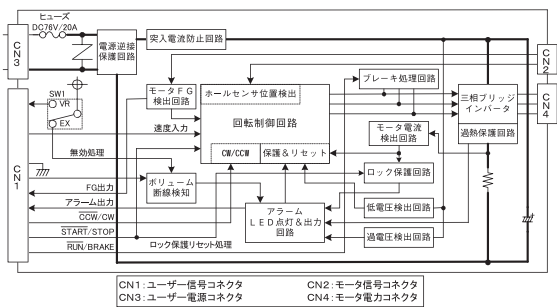 ヒューズ
DC76V/20A
CN3
電源逆接
保護回路
突入電流防止回路
CN2
CN4
SW1
VR
EX
モータFG
検出回路
ホールセンサ位置検出
回転制御回路
CW/CCW
保護&リセット
ブレーキ処理回路
三相ブリッジ
インバータ
過熱保護回路
モータ電流
検出回路
速度入力
無効処理
CN1
ボリューム
断線検知
ロック保護回路
FG出力
アラーム出力
CCW/CW
START/STOP
RUN/BRAKE
アラーム
LED点灯&出力
回路
低電圧検出回路
過電圧検出回路
ロック保護リセット処理
CN1:ユーザー信号コネクタ
CN2:モータ信号コネクタ
CN3:ユーザー電源コネクタ
CN4:モータ電力コネクタ